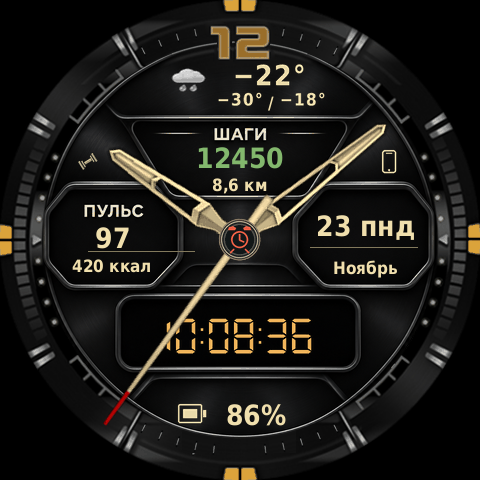 12
−22°
−30° / −18°
ШАГИ
12450
8,6 км
ПУЛЬС
97
420 ккал
23 пнд
Ноябрь
10:08:36
86%